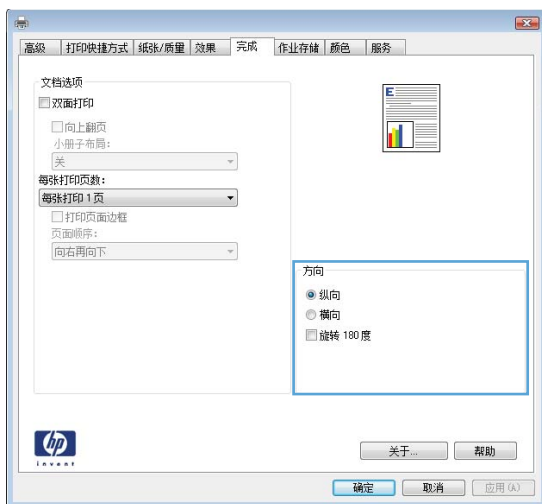 高级 打印快捷方式 纸张/质量 效果 完成 作业存储 颜色 服务
文档选项
双面打印
向上翻页
小册子布局:
关
每张打印页数:
每张打印 1 页
打印页面边框
页面顺序:
向右再向下
E
方向
纵向
横向
旋转 180 度
hp
invent
关于... 帮助
确定 取消 应用(A)